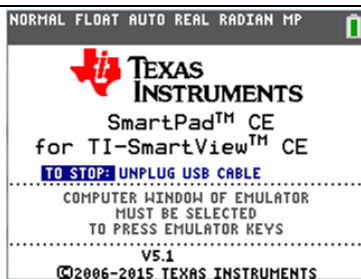 NORMAL FLOAT AUTO REAL RADIAN MP
TEXAS
INSTRUMENTS
SmartPad™ CE
for TI-SmartView™ CE
TO STOP: UNPLUG USB CABLE
COMPUTER WINDOW OF EMULATOR
MUST BE SELECTED
TO PRESS EMULATOR KEYS
V5.1
©2006-2015 TEXAS INSTRUMENTS